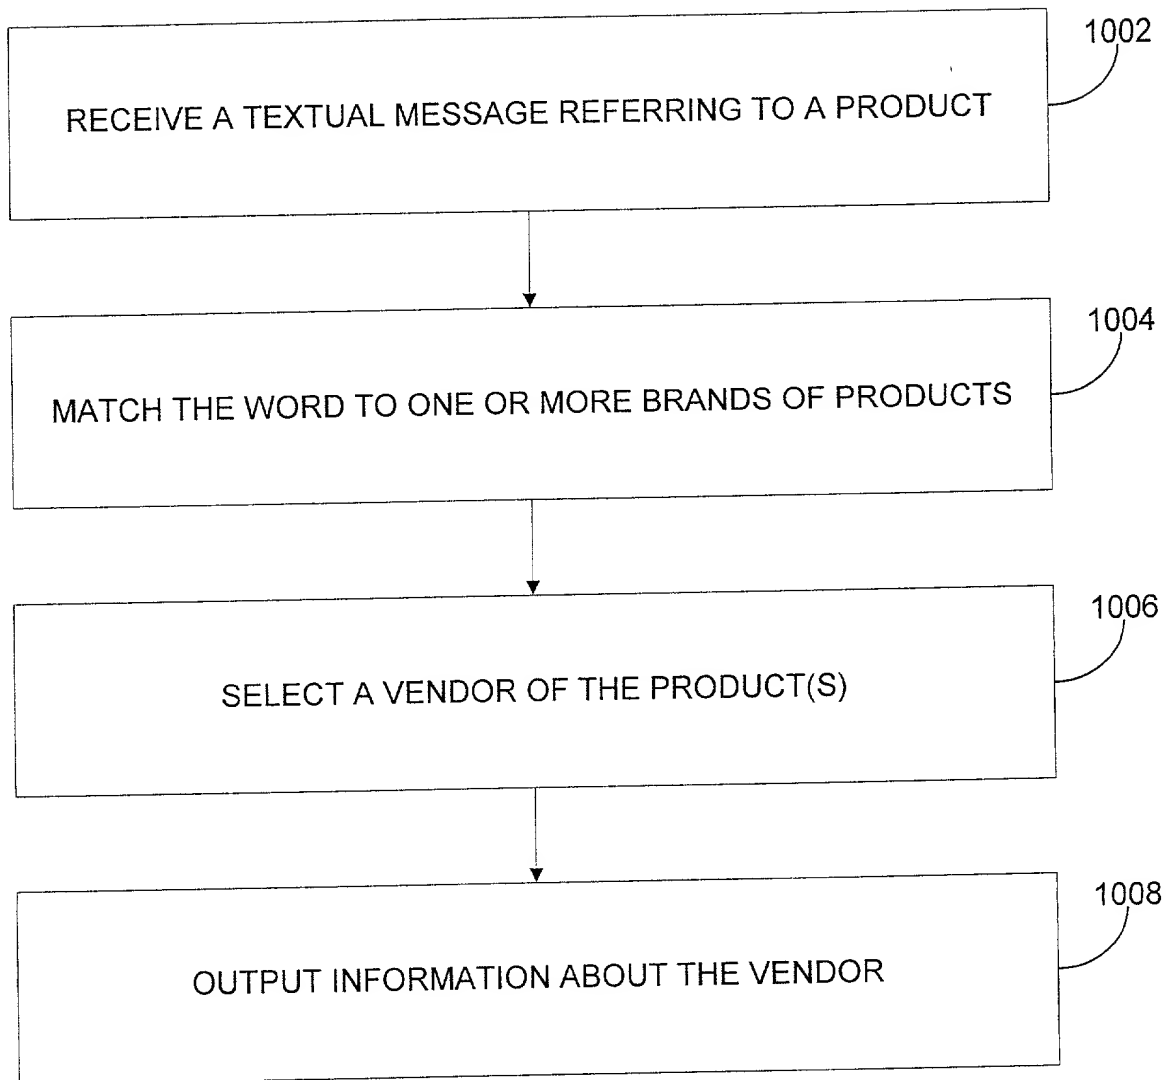 1002
RECEIVE A TEXTUAL MESSAGE REFERRING TO A PRODUCT
1004
MATCH THE WORD TO ONE OR MORE BRANDS OF PRODUCTS
1006
SELECT A VENDOR OF THE PRODUCT(S)
1008
OUTPUT INFORMATION ABOUT THE VENDOR